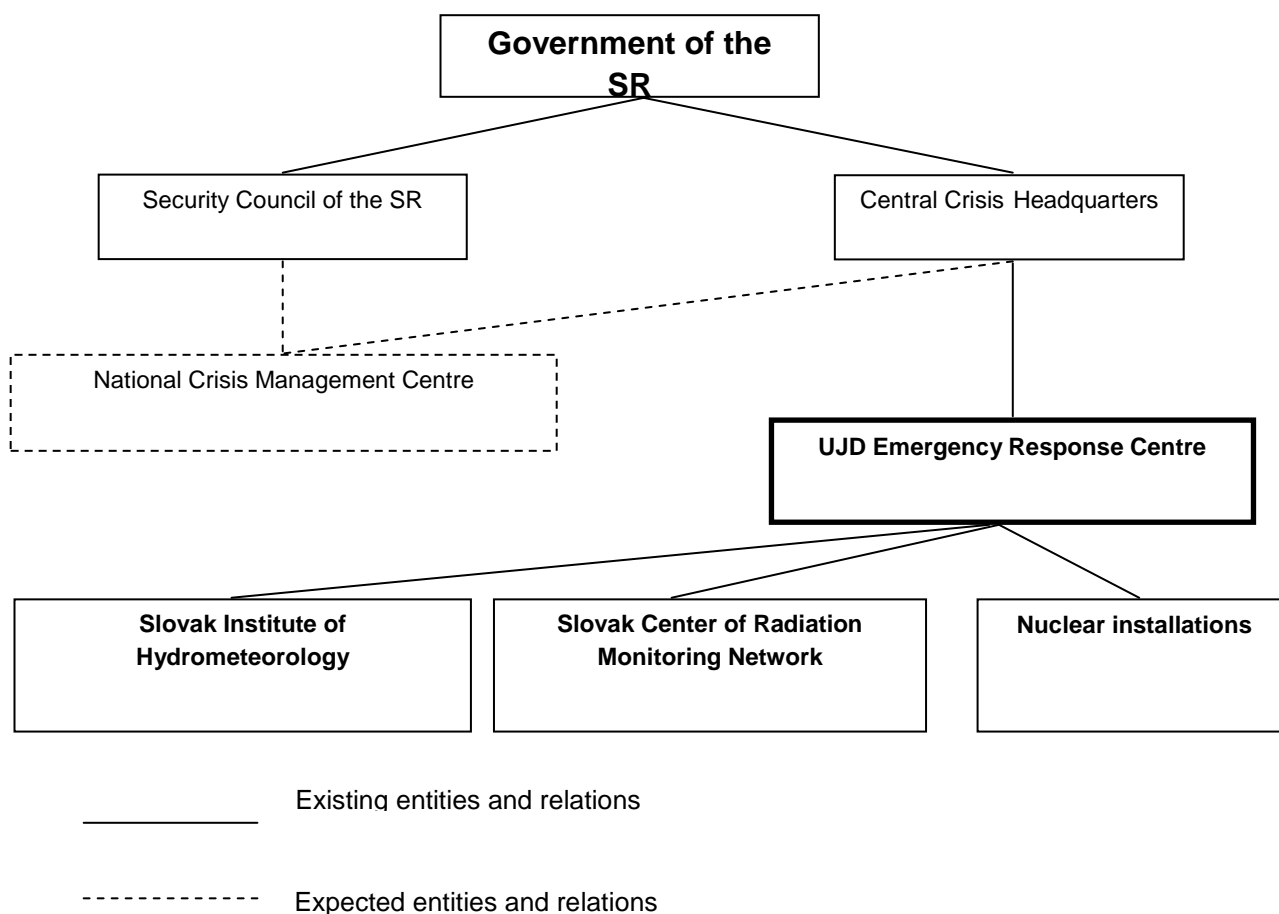 Government of the
SR
Security Council of the SR
Central Crisis Headquarters
National Crisis Management Centre
UJD Emergency Response Centre
Slovak Institute of
Hydrometeorology
Slovak Center of Radiation
Monitoring Network
Nuclear installations
Existing entities and relations
Expected entities and relations